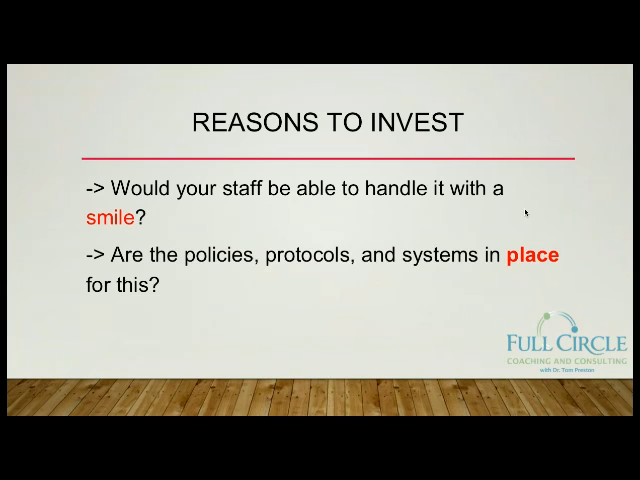 REASONS TO INVEST
-> Would your staff be able to handle it with a
smile?
-> Are the policies, protocols, and systems in place
for this?
FULL CIRCLE
COACHING AND CONSULTING
with Dr. Tom Preston